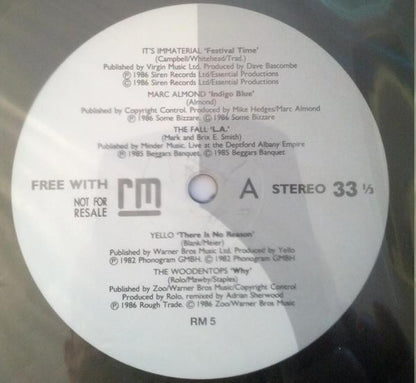 IT'S IMMATERIAL 'Festival Time'
(Campbell/Whitehead/Trad.)
Published by Virgin Music Ltd. Produced by Dave Bascombe
Ⓟ 1986 Siren Records Ltd/Essential Productions
© 1986 Siren Records Ltd/Essential Productions
MARC ALMOND 'Indigo Blue'
(Almond)
Published by Copyright Control. Produced by Mike Hedges/Marc Almond
Ⓟ 1986 Some Bizzare © 1986 Some Bizzare
THE FALL 'L.A.'
(Mark and Brix E. Smith)
Published by Minder Music. Live at the Deptford Albany Empire
Ⓟ 1985 Beggars Banquet. © 1985 Beggars Banquet
FREE WITH rm A STEREO 33 ⅓
NOT FOR
RESALE
YELLO 'There Is No Reason'
(Blank/Meier)
Published by Warner Bros Music Ltd. Produced by Yello
Ⓟ 1982 Phonogram GMBH. © 1982 Phonogram GMBH
THE WOODENTOPS 'Why'
(Rolo/Mawby/Staples)
Published by Zoo/Warner Bros Music/Copyright Control
Produced by Rolo, remixed by Adrian Sherwood
Ⓟ 1986 Rough Trade. © 1986 Zoo/Warner Bros Music
RM 5